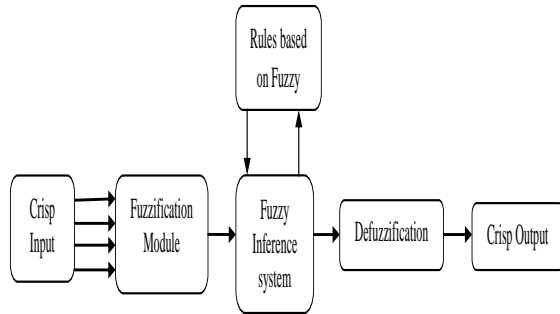 Rules based
on Fuzzy
Crisp
Input
Fuzzification
Module
Fuzzy
Inference
system
Defuzzification
Crisp Output